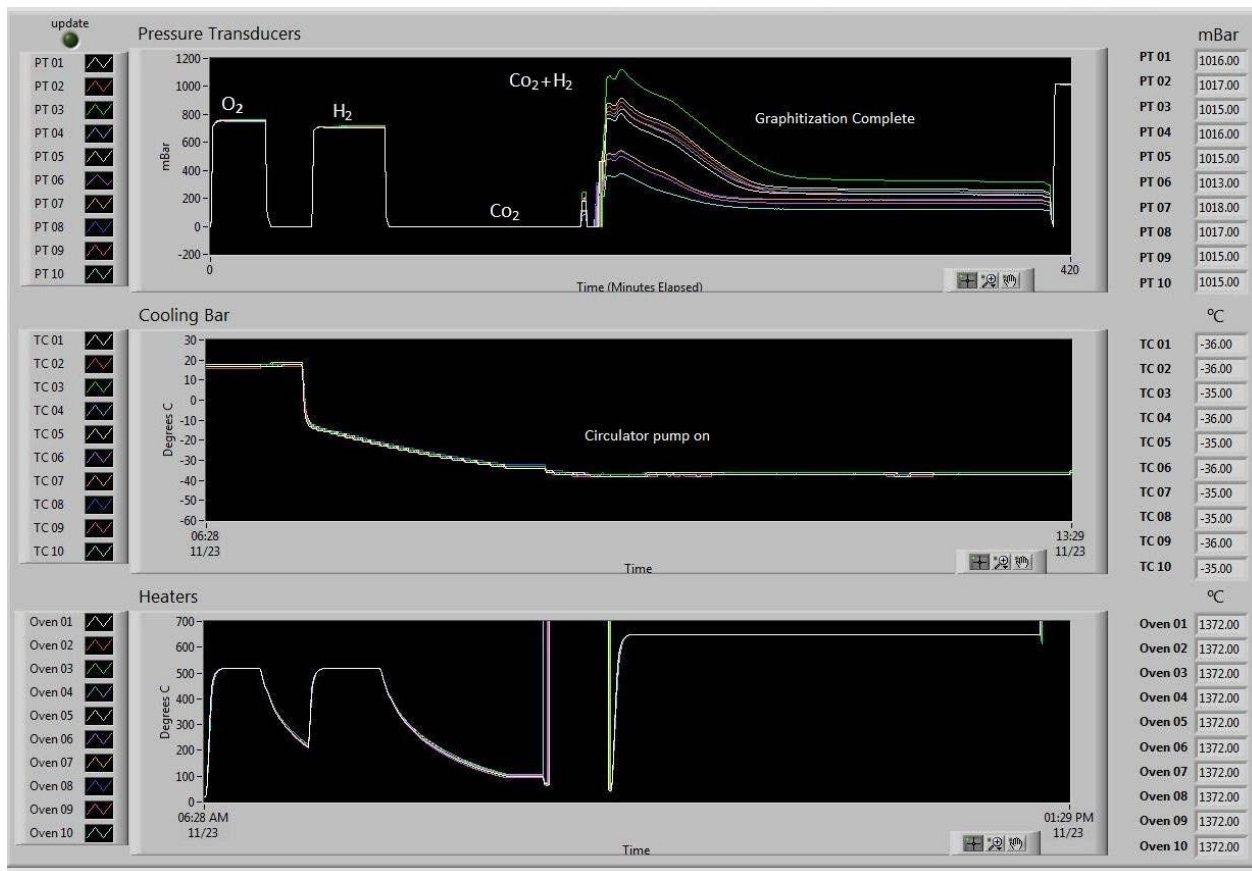 update
Pressure Transducers
mBar
PT 01
PT 02
PT 03
PT 04
PT 05
PT 06
PT 07
PT 08
PT 09
PT 10
mBar
1200
1000
800
600
400
200
0
-200
O2
H2
Co2
Co2+H2
Graphitization Complete
0
420
Time (Minutes Elapsed)
PT 01 1016.00
PT 02 1017.00
PT 03 1015.00
PT 04 1016.00
PT 05 1015.00
PT 06 1013.00
PT 07 1018.00
PT 08 1017.00
PT 09 1015.00
PT 10 1015.00
Cooling Bar
ºC
TC 01
TC 02
TC 03
TC 04
TC 05
TC 06
TC 07
TC 08
TC 09
TC 10
Degrees C
30
20
10
0
-10
-20
-30
-40
-50
-60
Circulator pump on
06:28
11/23
13:29
11/23
Time
TC 01 -36.00
TC 02 -36.00
TC 03 -35.00
TC 04 -36.00
TC 05 -35.00
TC 06 -36.00
TC 07 -35.00
TC 08 -35.00
TC 09 -36.00
TC 10 -35.00
Heaters
ºC
Oven 01
Oven 02
Oven 03
Oven 04
Oven 05
Oven 06
Oven 07
Oven 08
Oven 09
Oven 10
Degrees C
700
600
500
400
300
200
100
0
06:28 AM
11/23
01:29 PM
11/23
Time
Oven 01 1372.00
Oven 02 1372.00
Oven 03 1372.00
Oven 04 1372.00
Oven 05 1372.00
Oven 06 1372.00
Oven 07 1372.00
Oven 08 1372.00
Oven 09 1372.00
Oven 10 1372.00